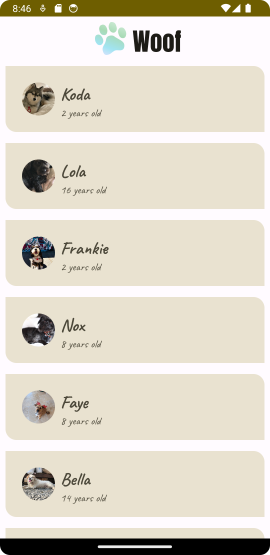 8:46
Woof
Koda
2 years old
Lola
16 years old
Frankie
2 years old
Nox
8 years old
Faye
8 years old
Bella
14 years old